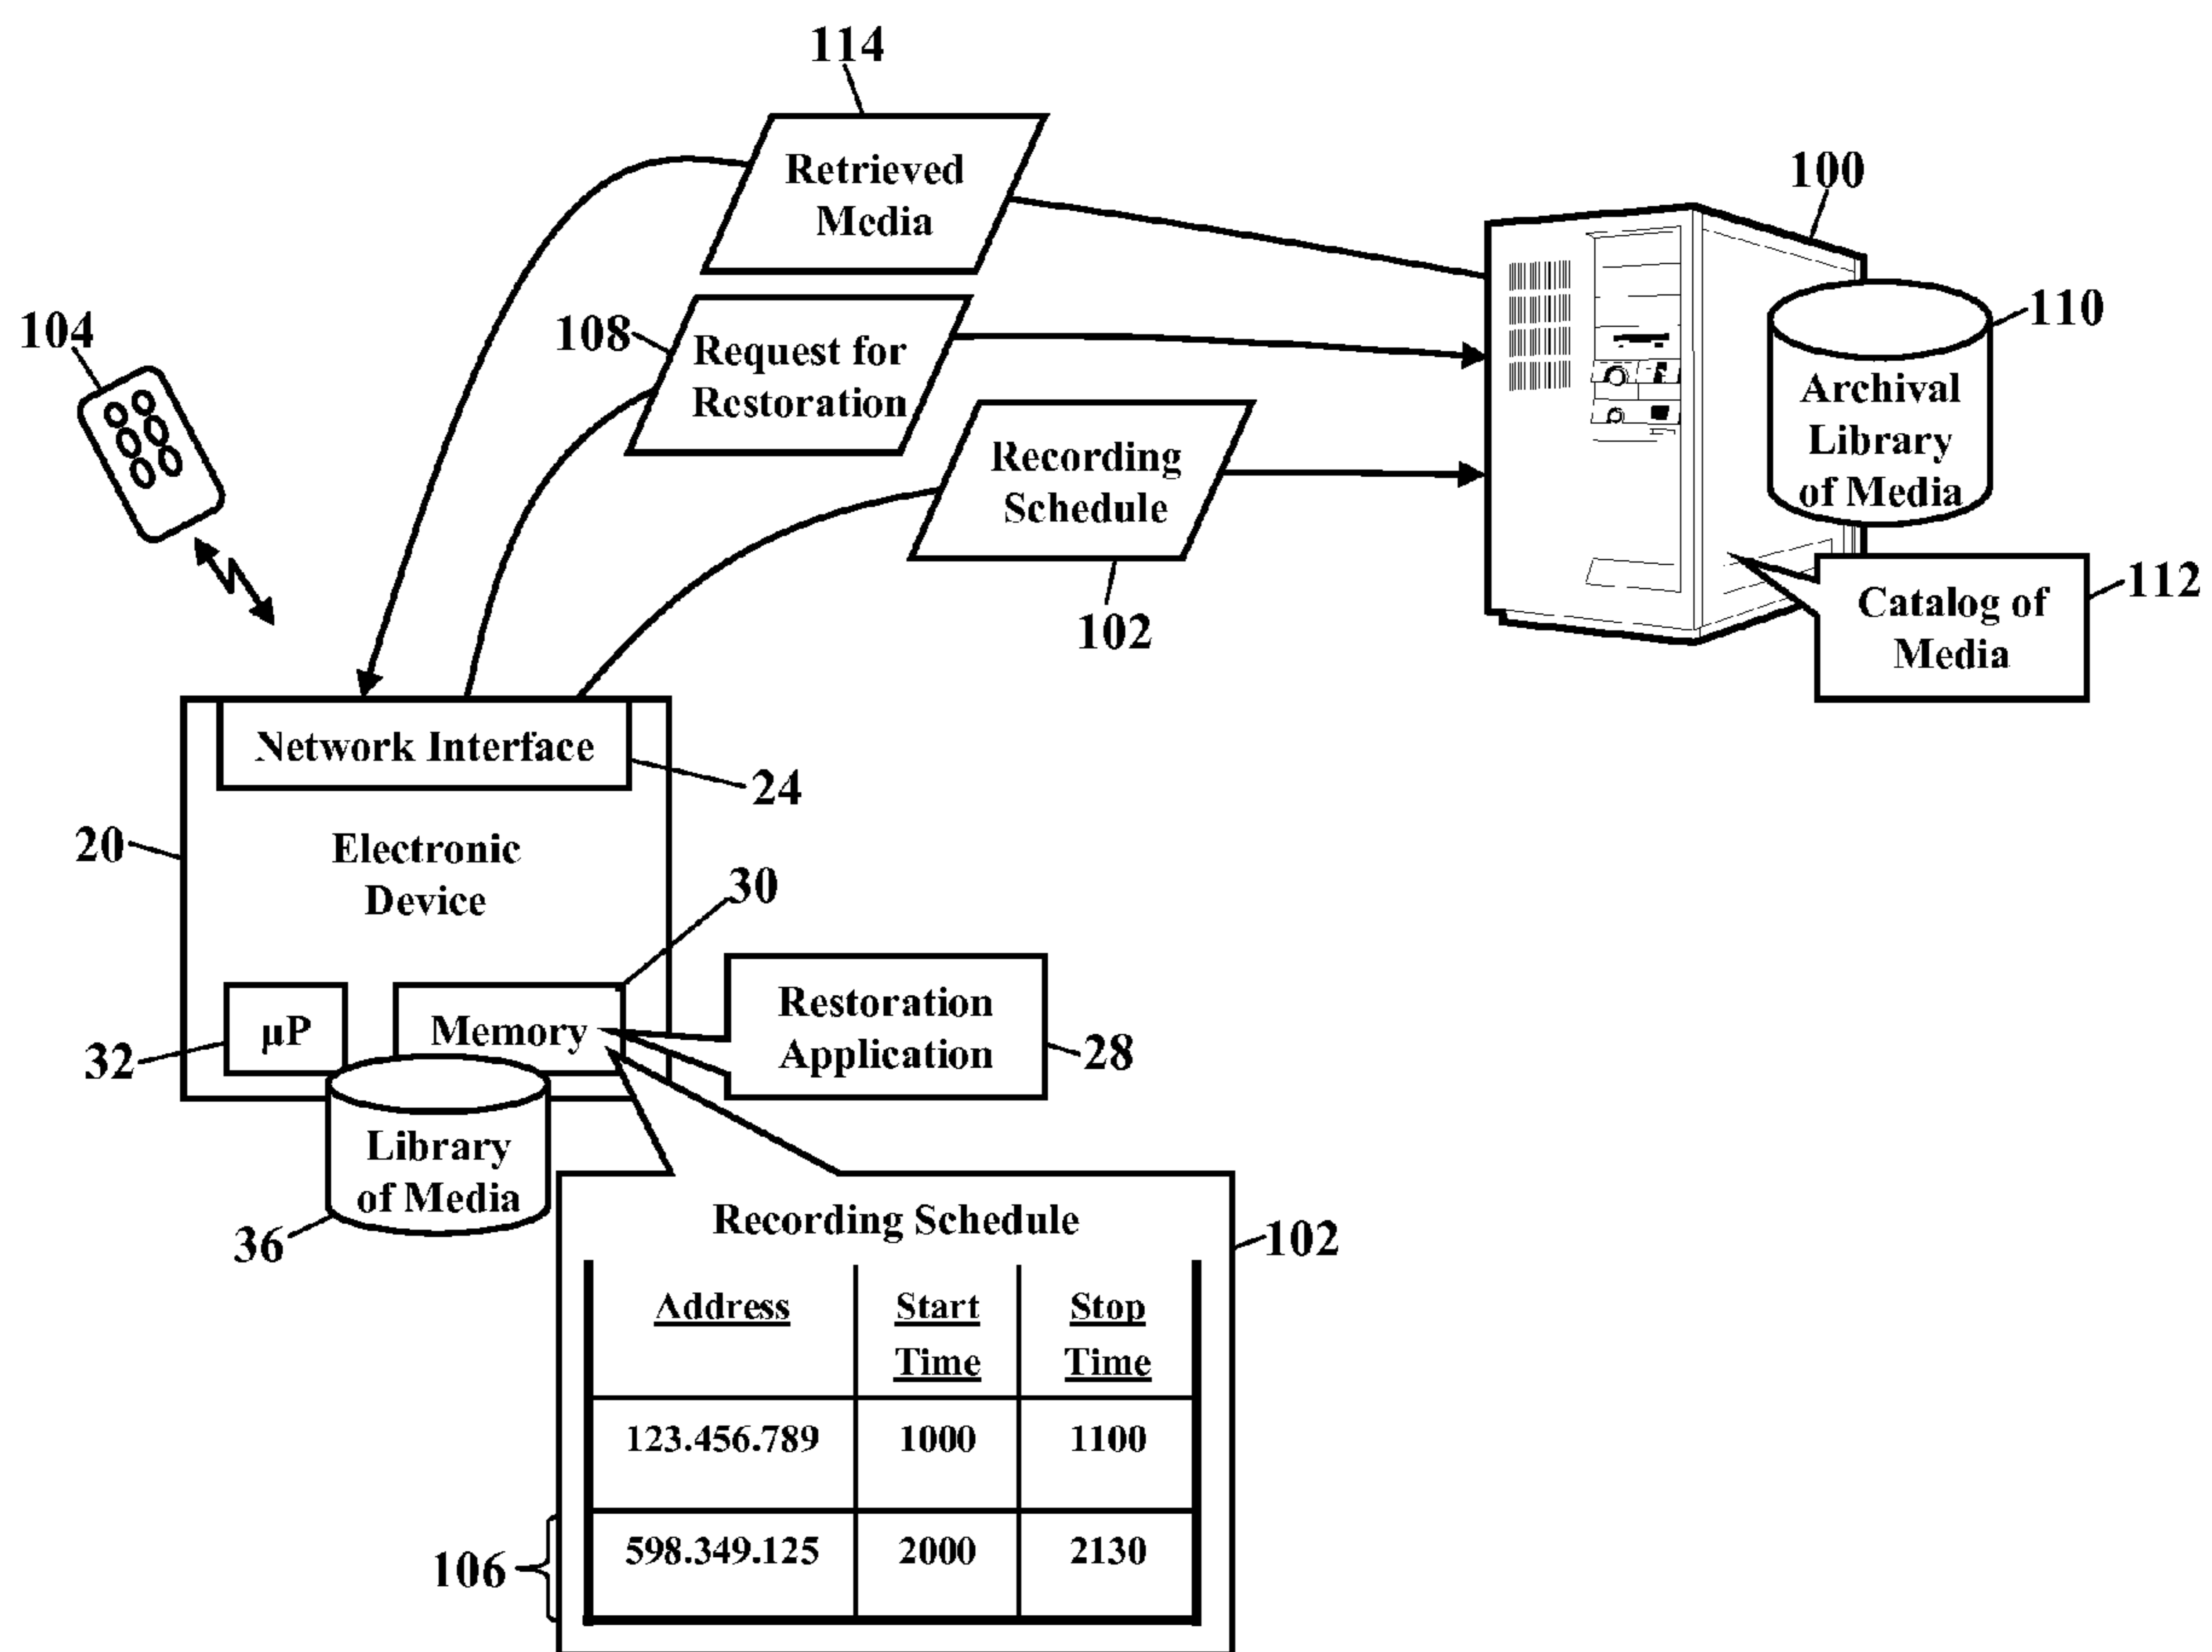 114
Retrieved
Media
100
104
108
Request for
Restoration
110
Archival
Library
of Media
Recording
Schedule
102
112
Catalog of
Media
Network Interface
24
20
Electronic
Device
30
32
µP
Memory
Restoration
Application
28
Library
of Media
36
Recording Schedule
102
Address Start Stop
Time Time
123.456.789 1000 1100
598.349.125 2000 2130
106